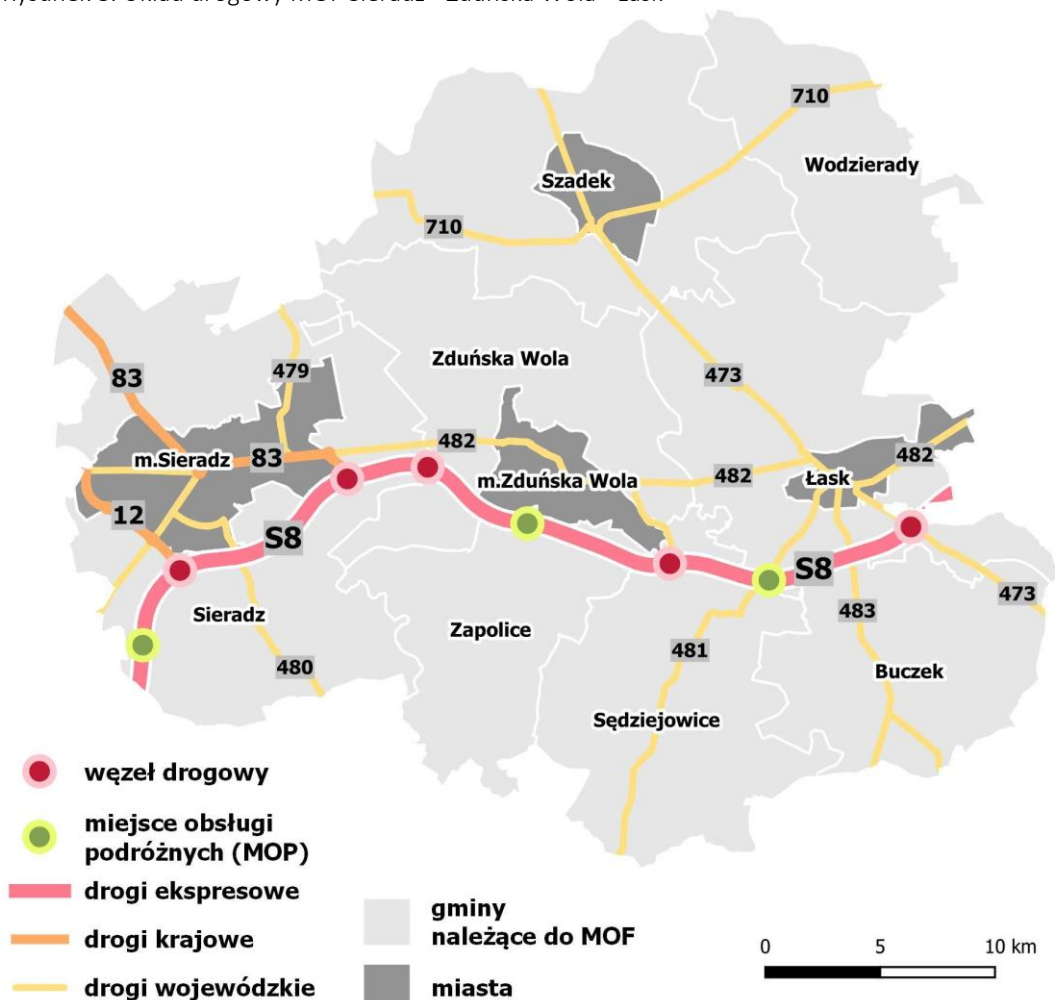 710
Szadek
Wodzierady
710
Zduńska Wola
83
479
473
m.Sieradz
83
482
m.Zduńska Wola
482
Łask
482
12
S8
S8
Sieradz
480
Zapolice
481
483
473
Buczek
Sędziejowice
węzeł drogowy
miejsce obsługi
podróżnych (MOP)
drogi ekspresowe
drogi krajowe
drogi wojewódzkie
gminy
należące do MOF
miasta
0 5 10 km